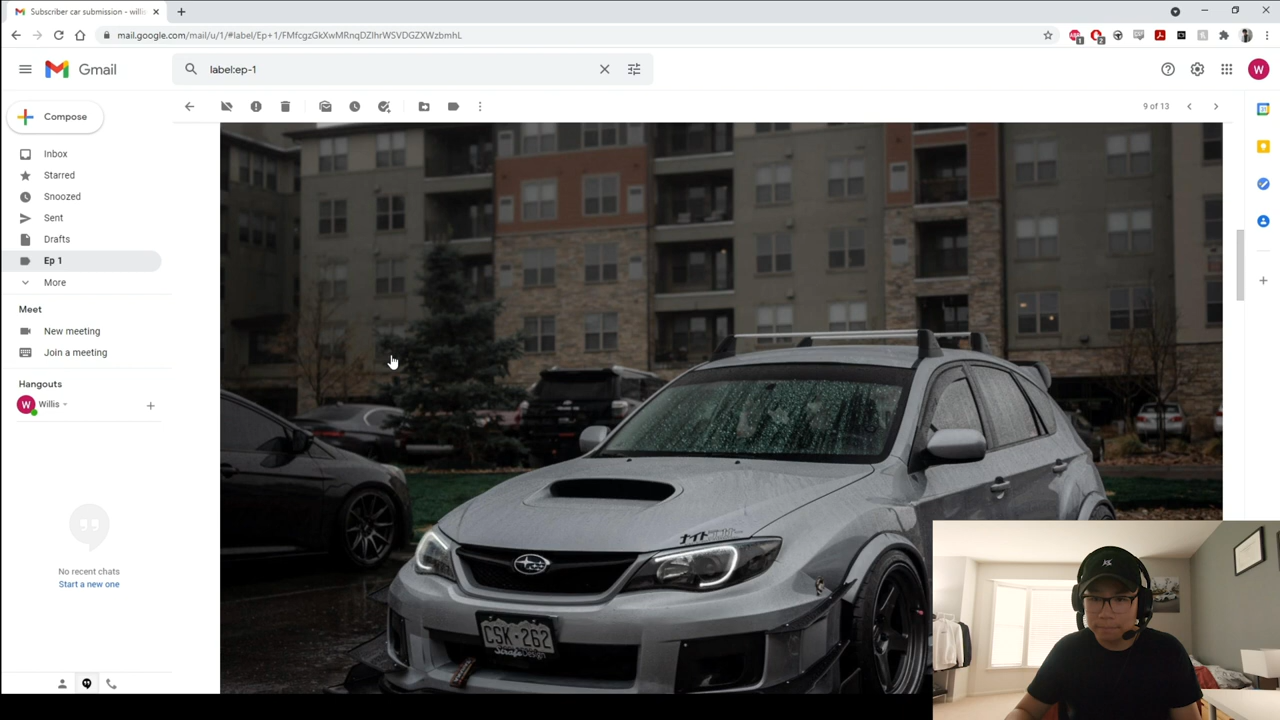 Subscriber car submission - willis
mail.google.com/mail/u/1/#label/Ep+1/FMfcgzGkXwMRnqDZlhrWSVDGZXWzbmhL
Gmail
label:ep-1
W
9 of 13
Compose
Inbox
Starred
Snoozed
Sent
Drafts
Ep 1
More
Meet
New meeting
Join a meeting
Hangouts
W
Willis
No recent chats
Start a new one
CSK-262